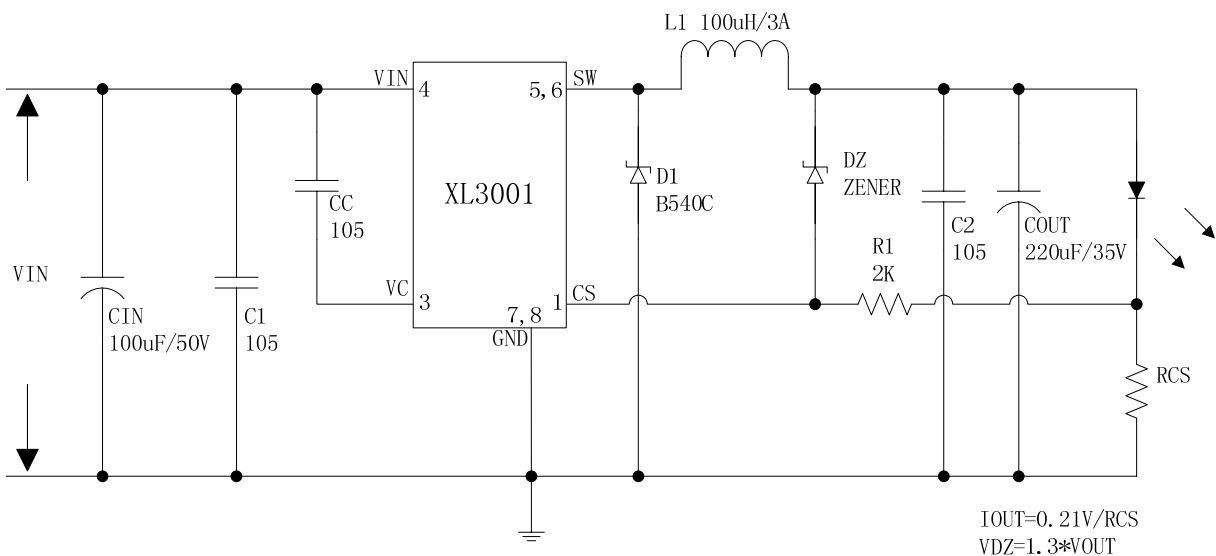 L1 100uH/3A
VIN
4
5,6
SW
XL3001
CC
105
D1
B540C
DZ
ZENER
R1
2K
C2
105
COUT
220uF/35V
VIN
CIN
100uF/50V
C1
105
VC
3
1
CS
7,8
GND
RCS
IOUT=0.21V/RCS
VDZ=1.3*VOUT